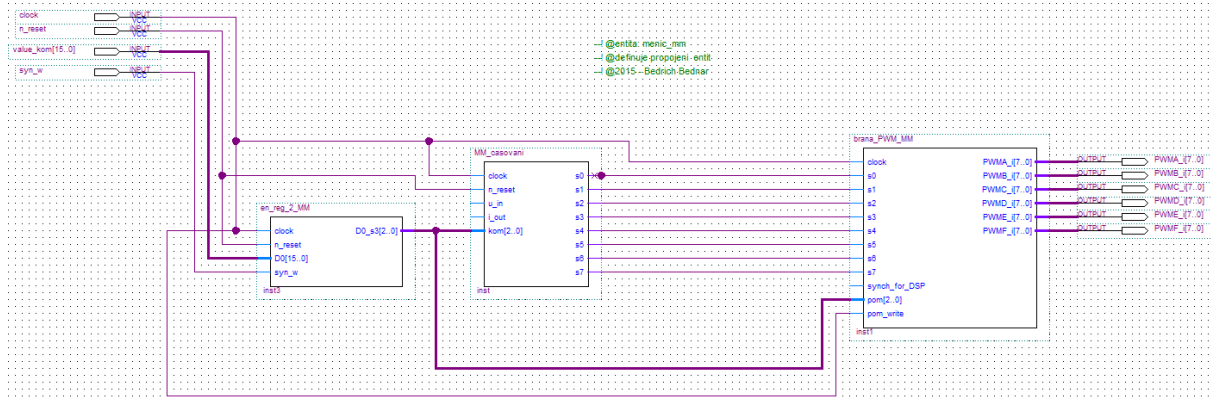 clock INPUT VCC
n_reset INPUT VCC
value_kom[15..0] INPUT VCC
syn_w INPUT VCC
@entita: menic_mm
@definuje propojeni entit
@2015 - Bedrich Bednar
en_reg_2_MM
clock D0_s3[2..0]
n_reset
D0[15..0]
syn_w
inst3
MM_casovani
clock s0
n_reset s1
u_in s2
i_out s3
kom[2..0] s4
s5
s6
s7
inst
brana_PWM_MM
clock PWMA_i[7..0]
s0 PWMB_i[7..0]
s1 PWMC_i[7..0]
s2 PWMD_i[7..0]
s3 PWME_i[7..0]
s4 PWMF_i[7..0]
s5
s6
s7
synch_for_DSP
pom[2..0]
pom_write
inst1
OUTPUT PWMA_i[7..0]
OUTPUT PWMB_i[7..0]
OUTPUT PWMC_i[7..0]
OUTPUT PWMD_i[7..0]
OUTPUT PWME_i[7..0]
OUTPUT PWMF_i[7..0]